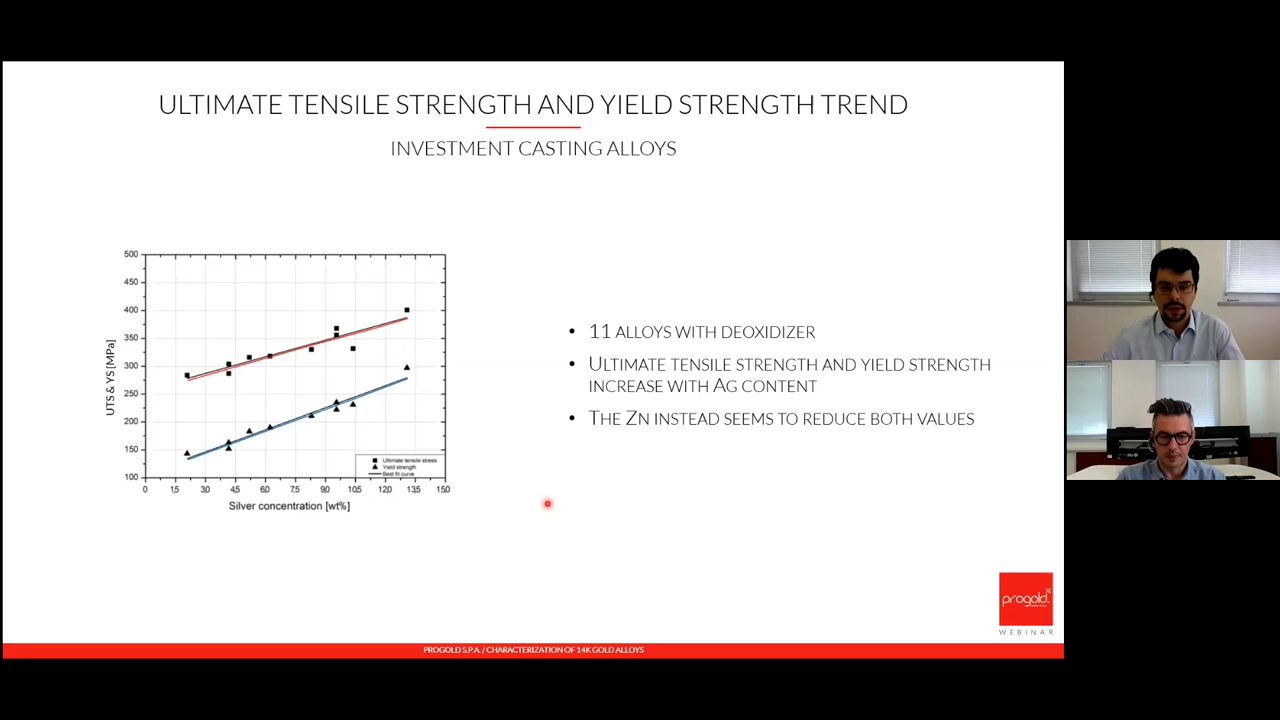 ULTIMATE TENSILE STRENGTH AND YIELD STRENGTH TREND
INVESTMENT CASTING ALLOYS
500
450
400
350
300
250
200
150
100
UTS & YS [MPa]
Ultimate tensile stress
Yield strength
Best fit curve
0 1,5 3,0 4,5 6,0 7,5 9,0 10,5 12,0 13,5 15,0
Silver concentration [wt%]
• 11 ALLOYS WITH DEOXIDIZER
• ULTIMATE TENSILE STRENGTH AND YIELD STRENGTH
INCREASE WITH AG CONTENT
• THE ZN INSTEAD SEEMS TO REDUCE BOTH VALUES
progold
WEBINAR
PROGOLD S.P.A. / CHARACTERIZATION OF 14K GOLD ALLOYS